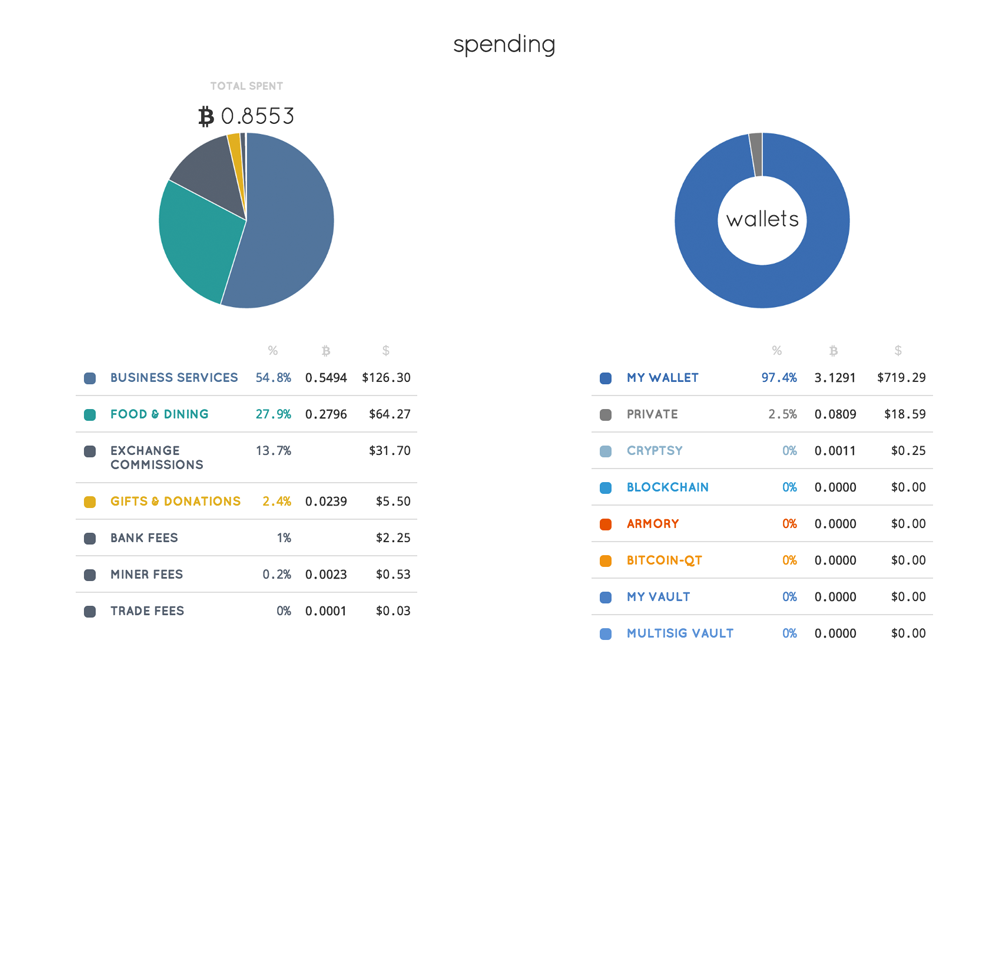 spending
TOTAL SPENT
₿ 0.8553
% ₿ $
BUSINESS SERVICES 54.8% 0.5494 $126.30
FOOD & DINING 27.9% 0.2796 $64.27
EXCHANGE 13.7% $31.70
COMMISSIONS
GIFTS & DONATIONS 2.4% 0.0239 $5.50
BANK FEES 1% $2.25
MINER FEES 0.2% 0.0023 $0.53
TRADE FEES 0% 0.0001 $0.03
wallets
% ₿ $
MY WALLET 97.4% 3.1291 $719.29
PRIVATE 2.5% 0.0809 $18.59
CRYPTSY 0% 0.0011 $0.25
BLOCKCHAIN 0% 0.0000 $0.00
ARMORY 0% 0.0000 $0.00
BITCOIN-QT 0% 0.0000 $0.00
MY VAULT 0% 0.0000 $0.00
MULTISIG VAULT 0% 0.0000 $0.00